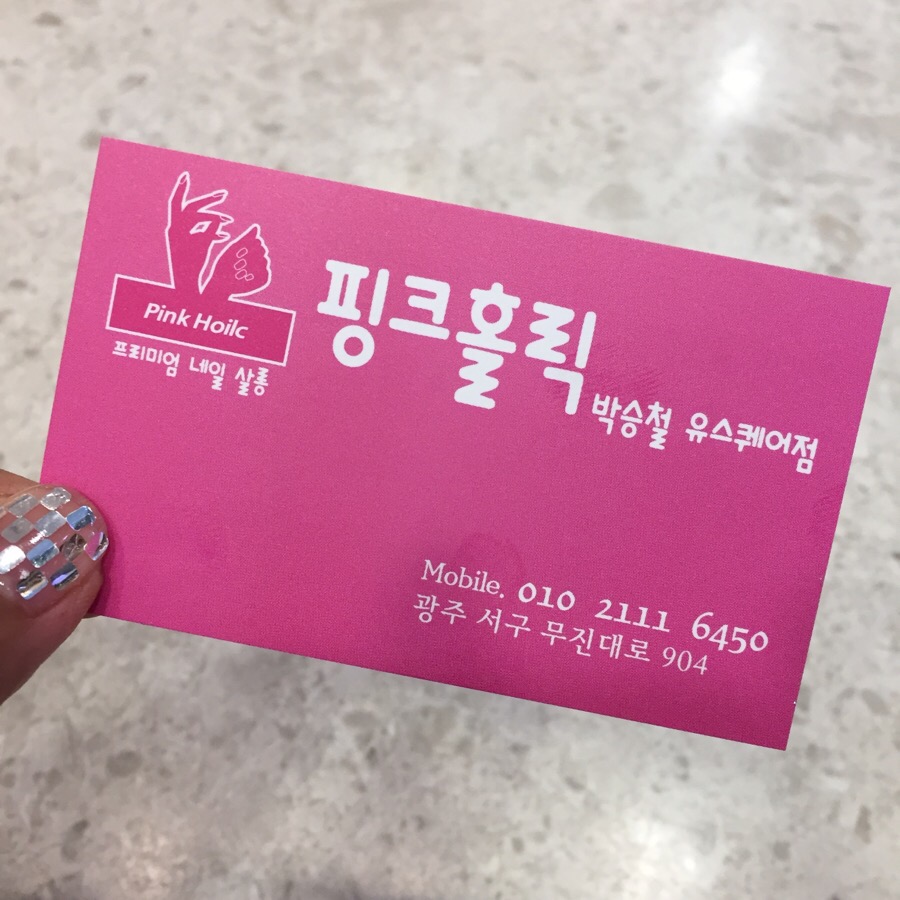 Pink Hoilc
프리미엄 네일 살롱
핑크홀릭
박승철 유스퀘어점
Mobile. 010 2111 6450
광주 서구 무진대로 904